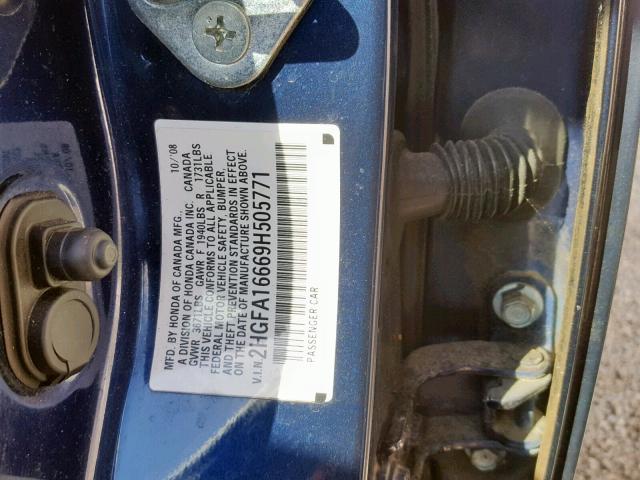 MFD. BY HONDA OF CANADA MFG., 10/'08
A DIVISION OF HONDA CANADA INC. CANADA
GVWR 3671LBS GAWR F 1940LBS R 1731LBS
THIS VEHICLE CONFORMS TO ALL APPLICABLE
FEDERAL MOTOR VEHICLE SAFETY, BUMPER,
AND THEFT PREVENTION STANDARDS IN EFFECT
ON THE DATE OF MANUFACTURE SHOWN ABOVE.
V.I.N. 2HGFA16669H505771
PASSENGER CAR